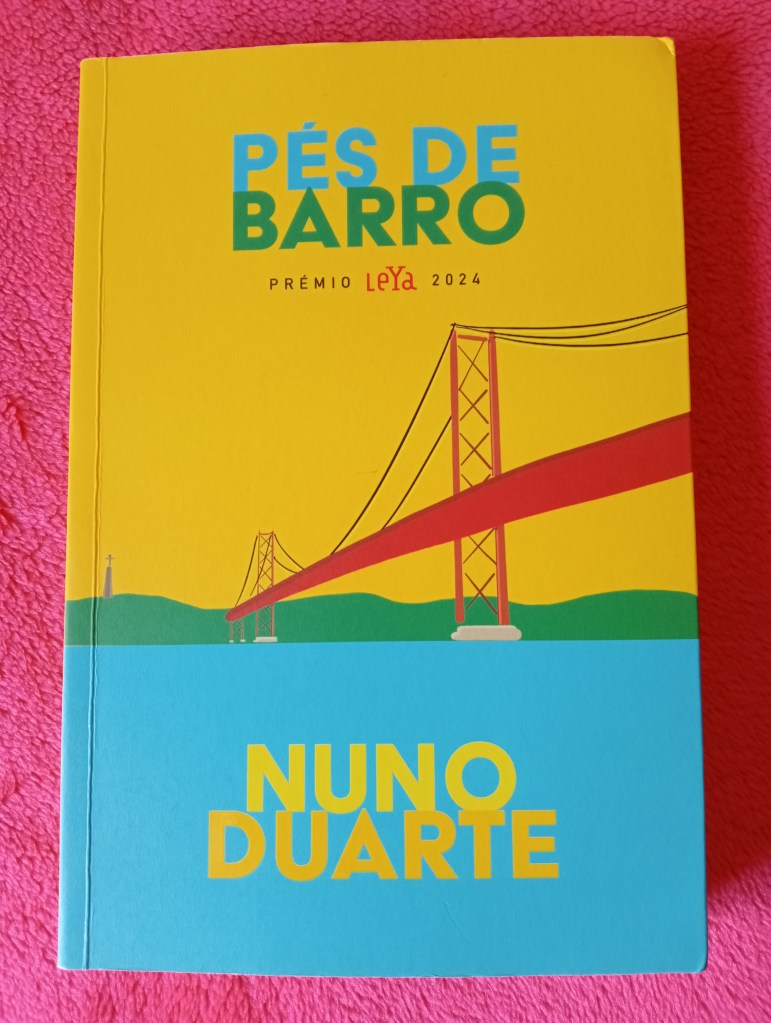 PÉS DE
BARRO
PRÉMIO LeYa 2024
NUNO
DUARTE